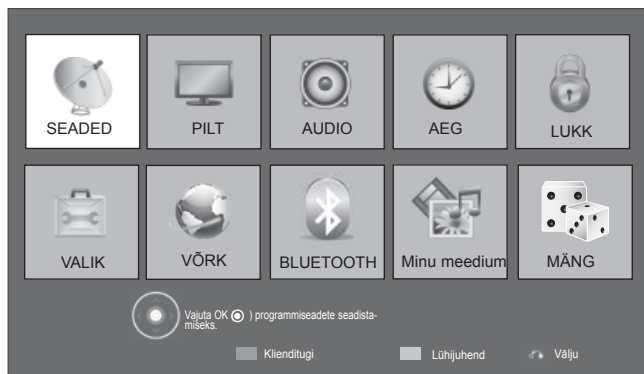 SEADED PILT AUDIO AEG LUKK
VALIK VÕRK BLUETOOTH Minu meedium MÄNG
Vajuta OK ) programmiseadete seadista-
miseks.
Klienditugi Lühijuhend Välju